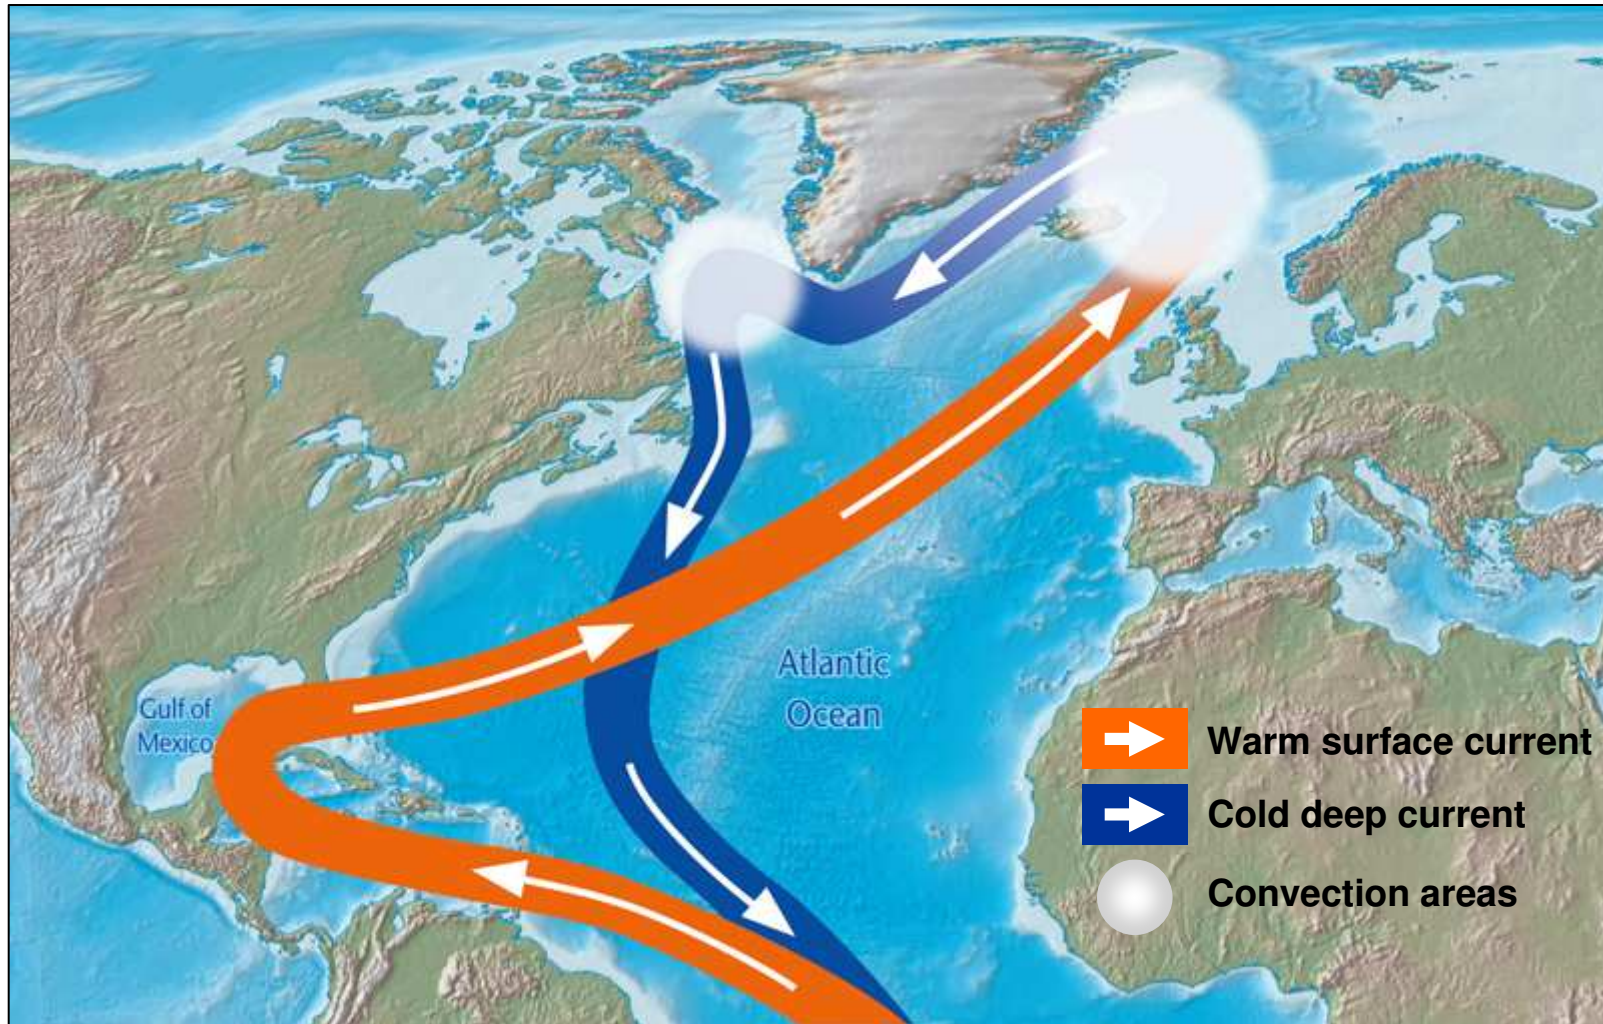 Atlantic
Ocean
Gulf of
Mexico
Warm surface current
Cold deep current
Convection areas